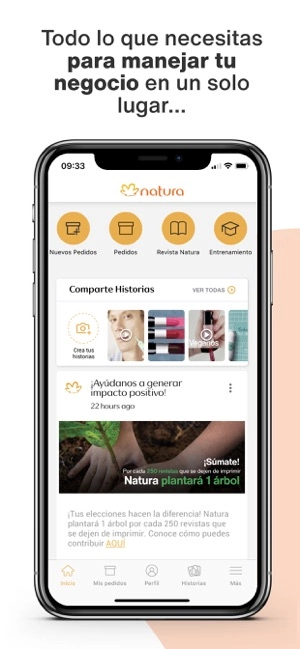 Todo lo que necesitas
para manejar tu
negocio en un solo
lugar...
09:33
natura
Nuevos Pedidos
Pedidos
Revista Natura
Entrenamiento
Comparte Historias
VER TODAS
Crea tus
historias
Veganos
¡Ayúdanos a generar
impacto positivo!
22 hours ago
¡Súmate!
Por cada 250 revistas que se dejen de imprimir
Natura plantará 1 árbol
¡Tus elecciones hacen la diferencia! Natura
plantará 1 árbol por cada 250 revistas que
se dejen de imprimir. Conoce cómo puedes
contribuir AQUÍ
Inicio
Mis pedidos
Perfil
Historias
Más